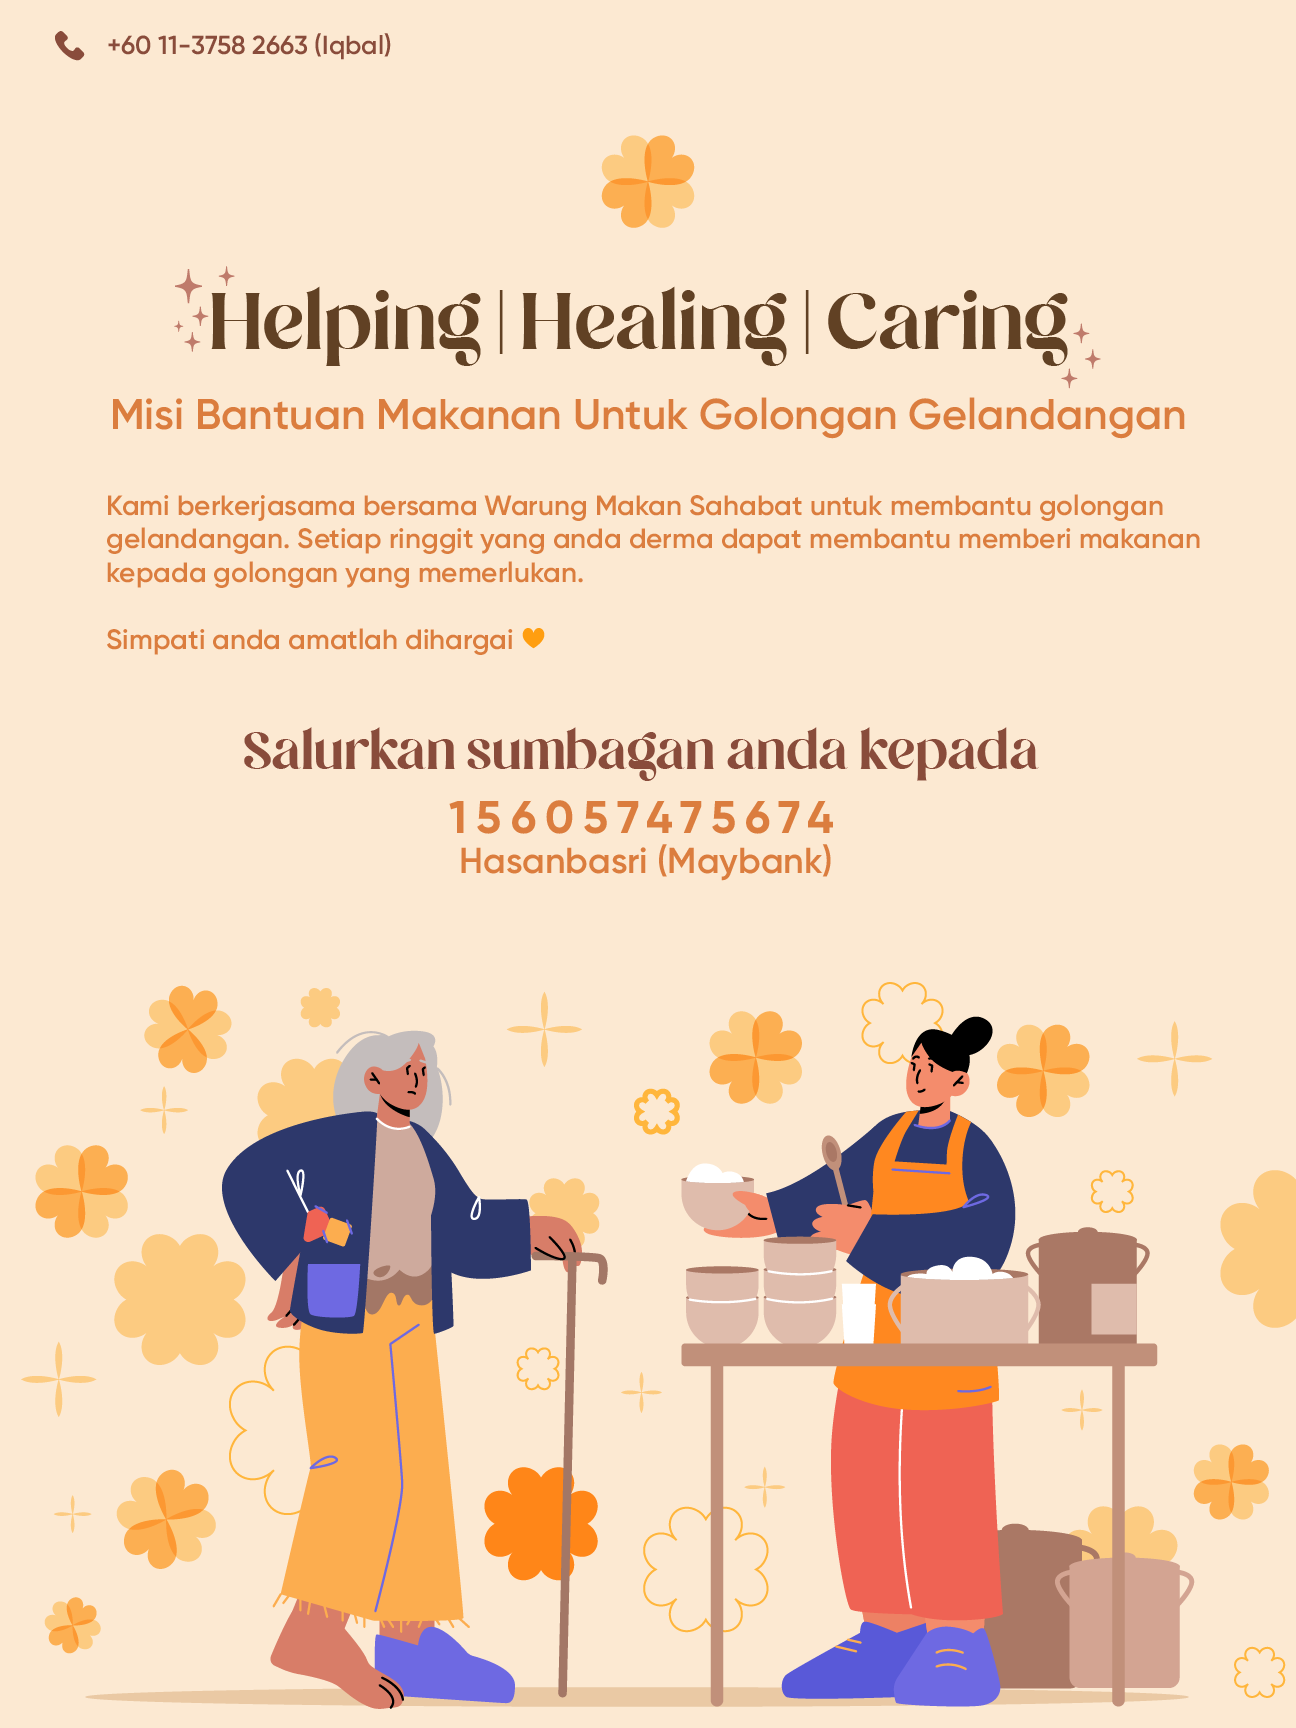 +60 11-3758 2663 (Iqbal)
Helping | Healing | Caring
Misi Bantuan Makanan Untuk Golongan Gelandangan
Kami berkerjasama bersama Warung Makan Sahabat untuk membantu golongan
gelandangan. Setiap ringgit yang anda derma dapat membantu memberi makanan
kepada golongan yang memerlukan.
Simpati anda amatlah dihargai 🧡
Salurkan sumbagan anda kepada
156057475674
Hasanbasri (Maybank)